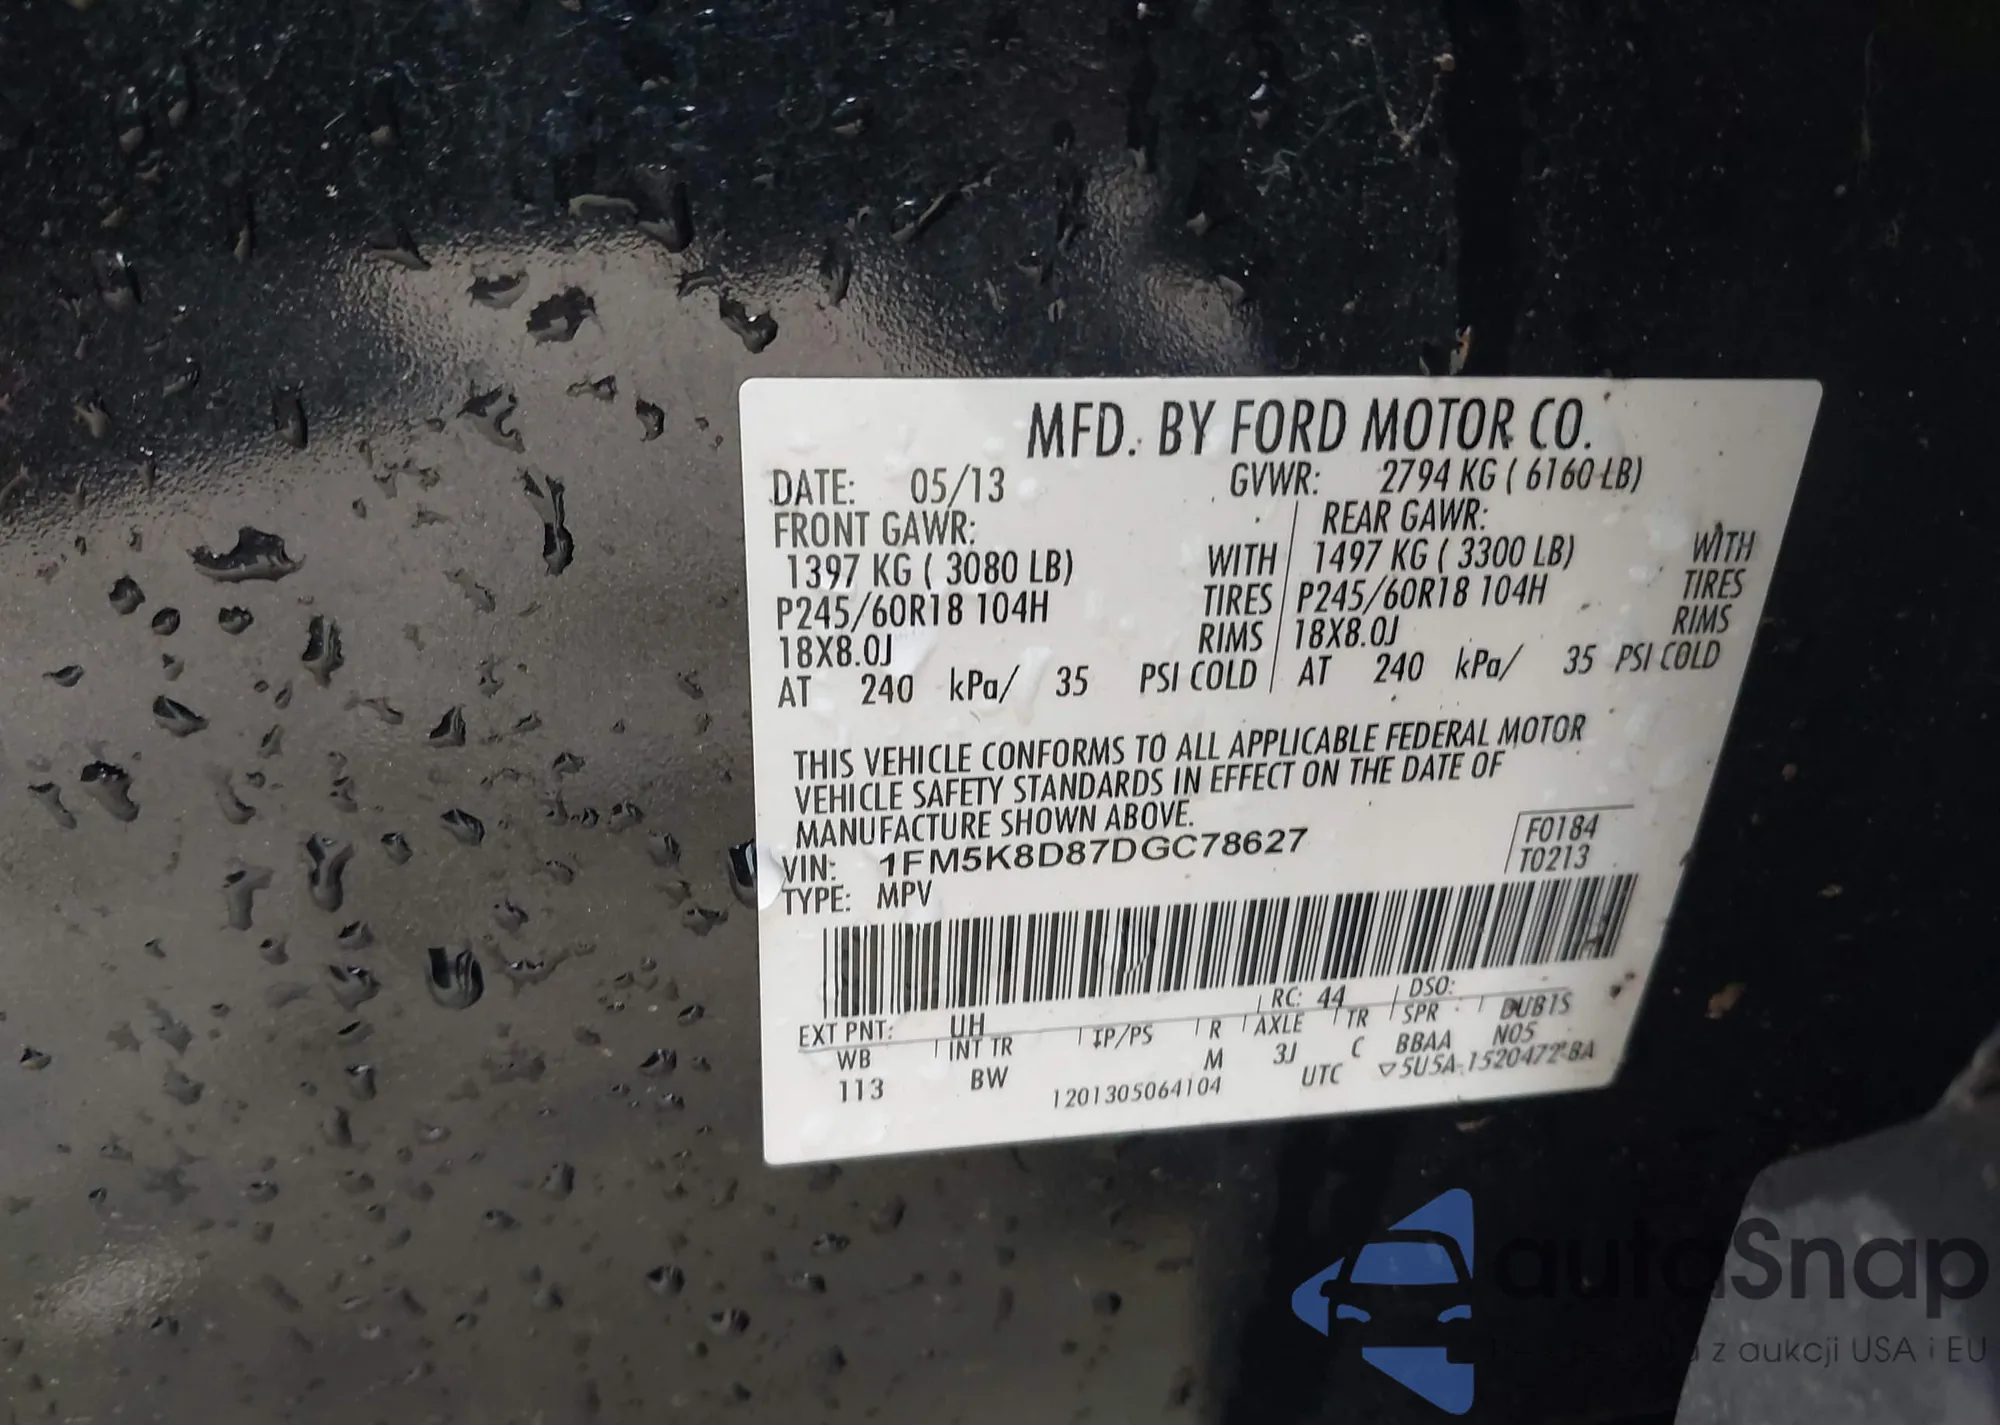 MFD. BY FORD MOTOR CO.
DATE: 05/13 GVWR: 2794 KG ( 6160 LB)
FRONT GAWR: REAR GAWR:
1397 KG ( 3080 LB) WITH 1497 KG ( 3300 LB) WITH
P245/60R18 104H TIRES P245/60R18 104H TIRES
18X8.0J RIMS 18X8.0J RIMS
AT 240 kPa/ 35 PSI COLD AT 240 kPa/ 35 PSI COLD
THIS VEHICLE CONFORMS TO ALL APPLICABLE FEDERAL MOTOR
VEHICLE SAFETY STANDARDS IN EFFECT ON THE DATE OF
MANUFACTURE SHOWN ABOVE.
VIN: 1FM5K8D87DGC78627 F0184
TYPE: MPV T0213
EXT PNT: UH RC: 44 DSO:
WB INT TR TP/PS R AXLE TR SPR DUB1S
113 BW M 3J C BBAA N05
1201305064104 UTC ▽5U5A-1520472-BA
autaSnap
z aukcji USA i EU